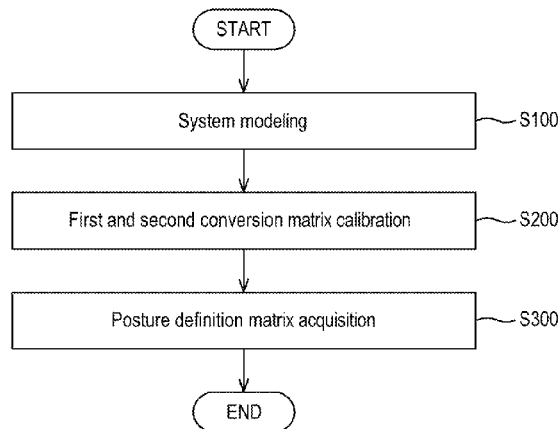 START
System modeling
S100
First and second conversion matrix calibration
S200
Posture definition matrix acquisition
S300
END